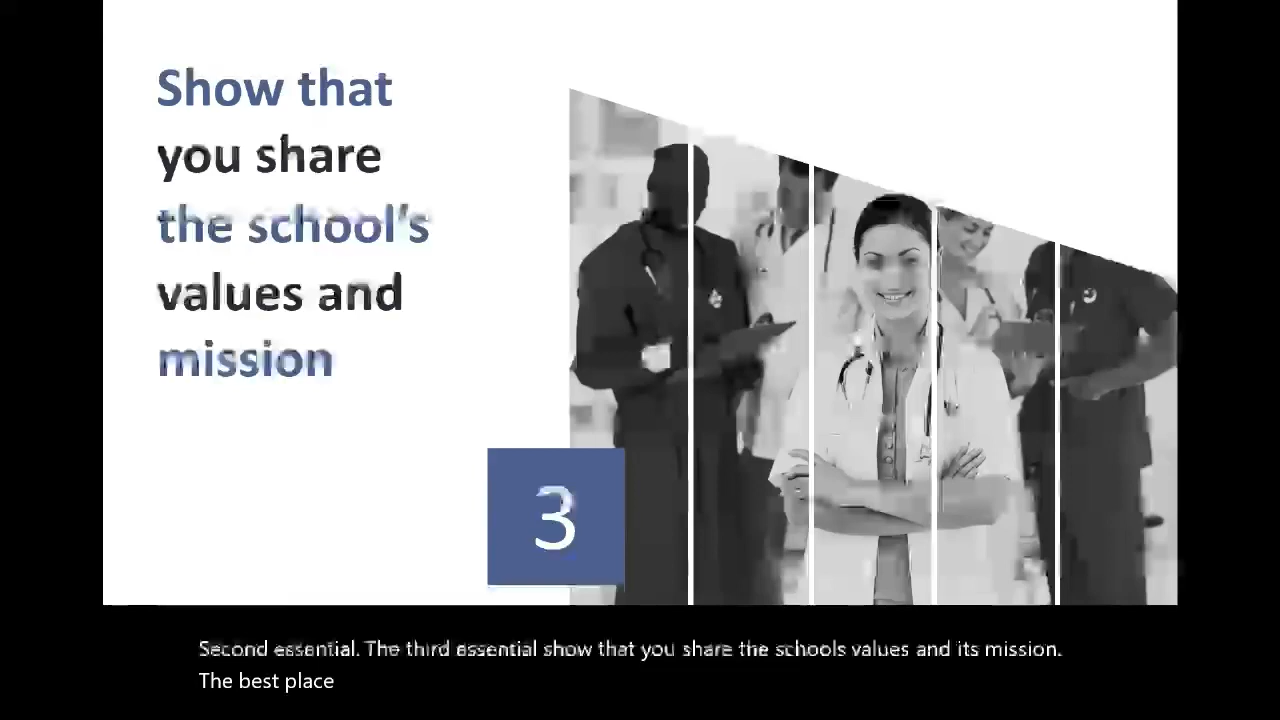 Show that
you share
the school's
values and
mission
3
Second essential. The third essential show that you share the schools values and its mission.
The best place